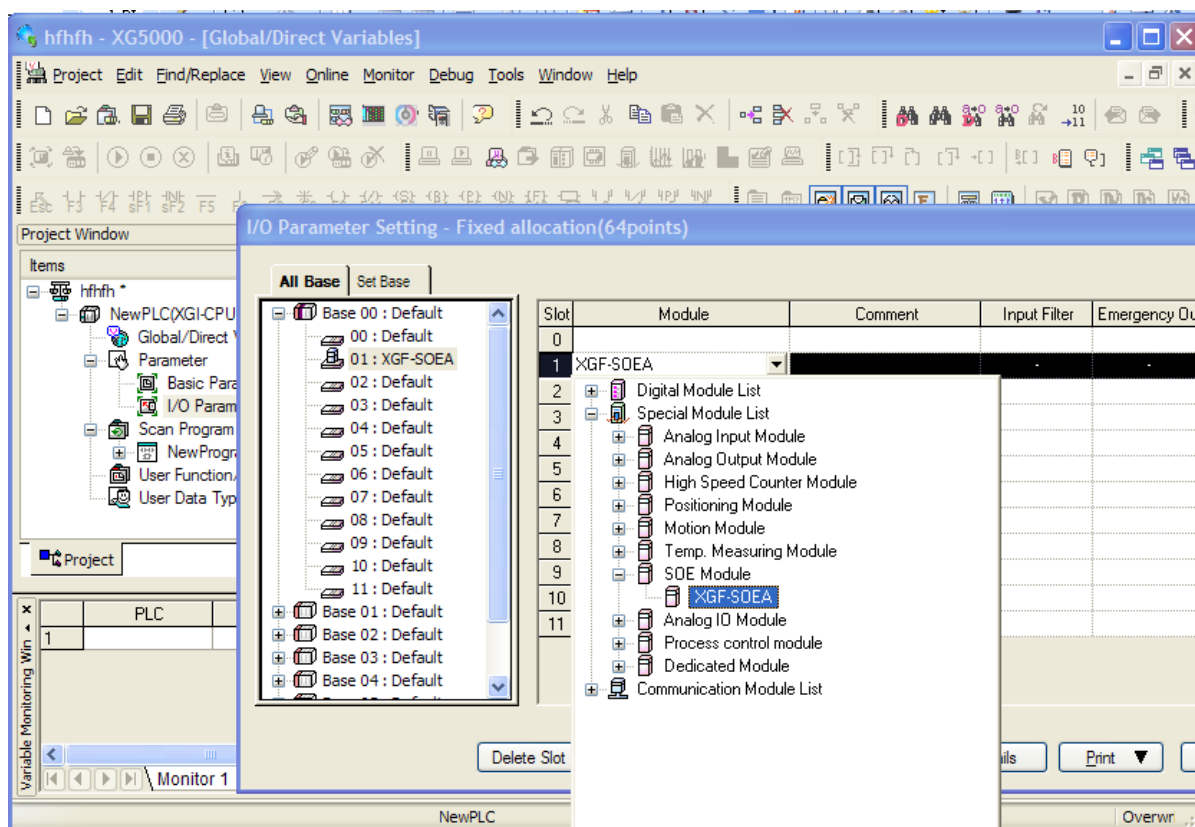 hfhfh - XG5000 - [Global/Direct Variables]
Project Edit Find/Replace View Online Monitor Debug Tools Window Help
Esc F3 F4 sF1 sF2 F5
Project Window
Items
hfhfh *
NewPLC(XGI-CPU
Global/Direct V
Parameter
Basic Para
I/O Param
Scan Program
NewProgra
User Function/
User Data Typ
Project
PLC
1
Variable Monitoring Win
Monitor 1
I/O Parameter Setting - Fixed allocation(64points)
All Base Set Base
Base 00 : Default
00 : Default
01 : XGF-SOEA
02 : Default
03 : Default
04 : Default
05 : Default
06 : Default
07 : Default
08 : Default
09 : Default
10 : Default
11 : Default
Base 01 : Default
Base 02 : Default
Base 03 : Default
Base 04 : Default
Slot Module Comment Input Filter Emergency Ou
0
1 XGF-SOEA - -
2
3
4
5
6
7
8
9
10
11
Digital Module List
Special Module List
Analog Input Module
Analog Output Module
High Speed Counter Module
Positioning Module
Motion Module
Temp. Measuring Module
SOE Module
XGF-SOEA
Analog IO Module
Process control module
Dedicated Module
Communication Module List
Delete Slot
ils
Print
NewPLC
Overwr